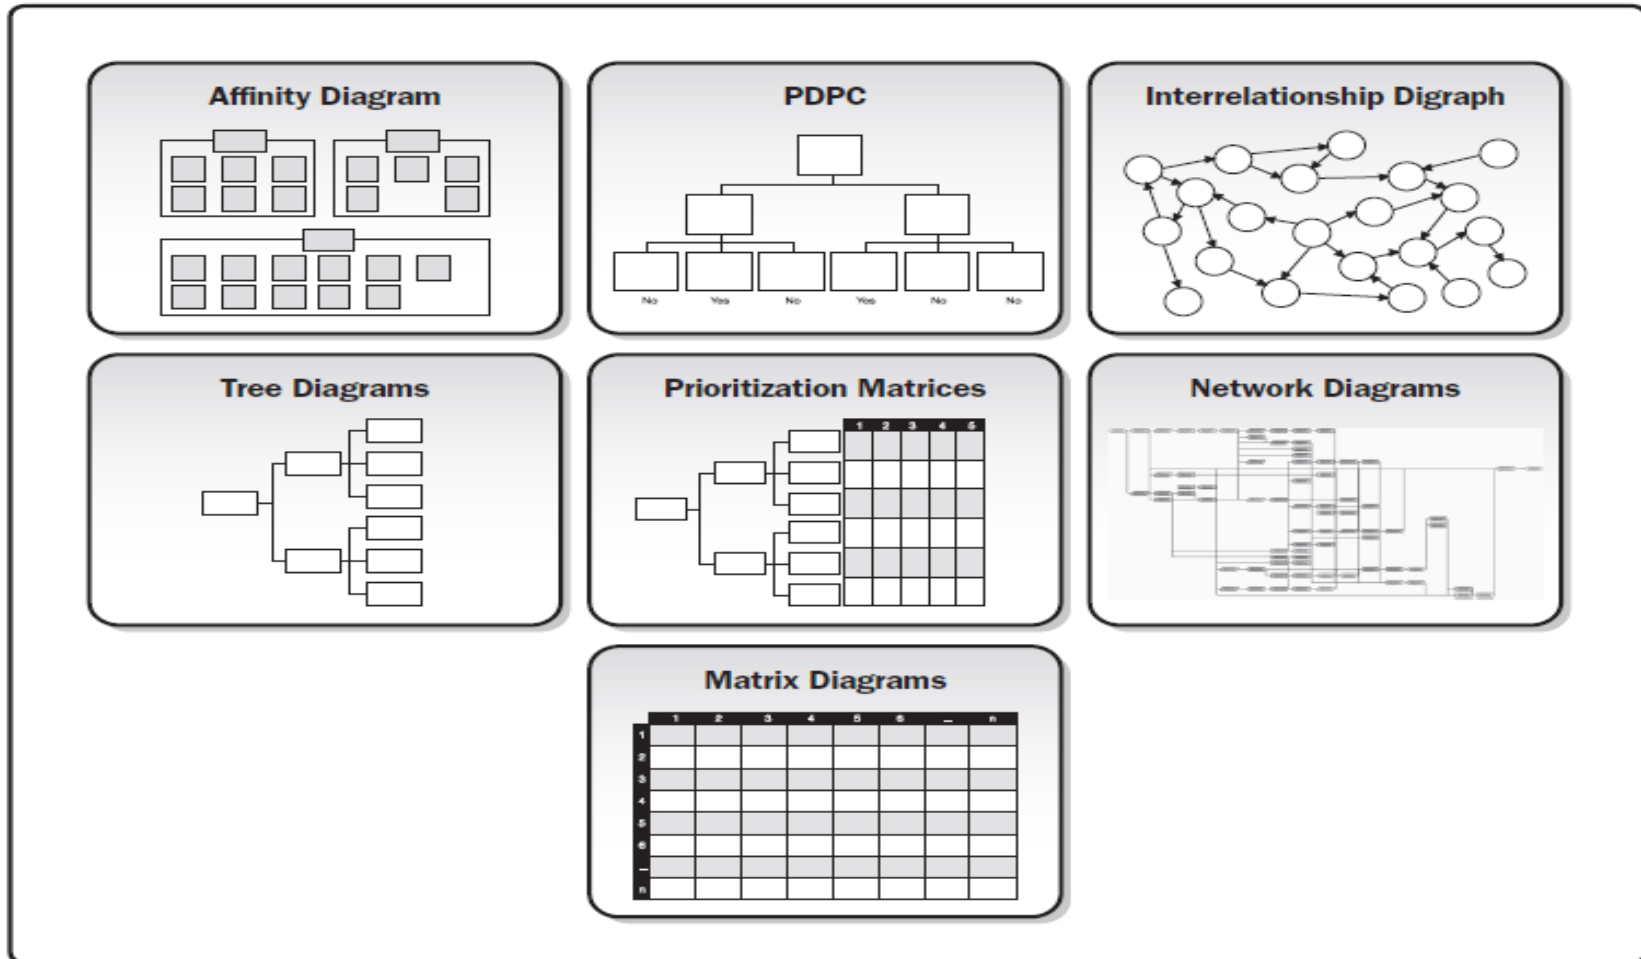 Affinity Diagram
PDPC
No Yes No Yes No No
Interrelationship Digraph
Tree Diagrams
Prioritization Matrices
1 2 3 4 5
Network Diagrams
Matrix Diagrams
1 2 3 4 5 6 _ n
1
2
3
4
5
6
_
n